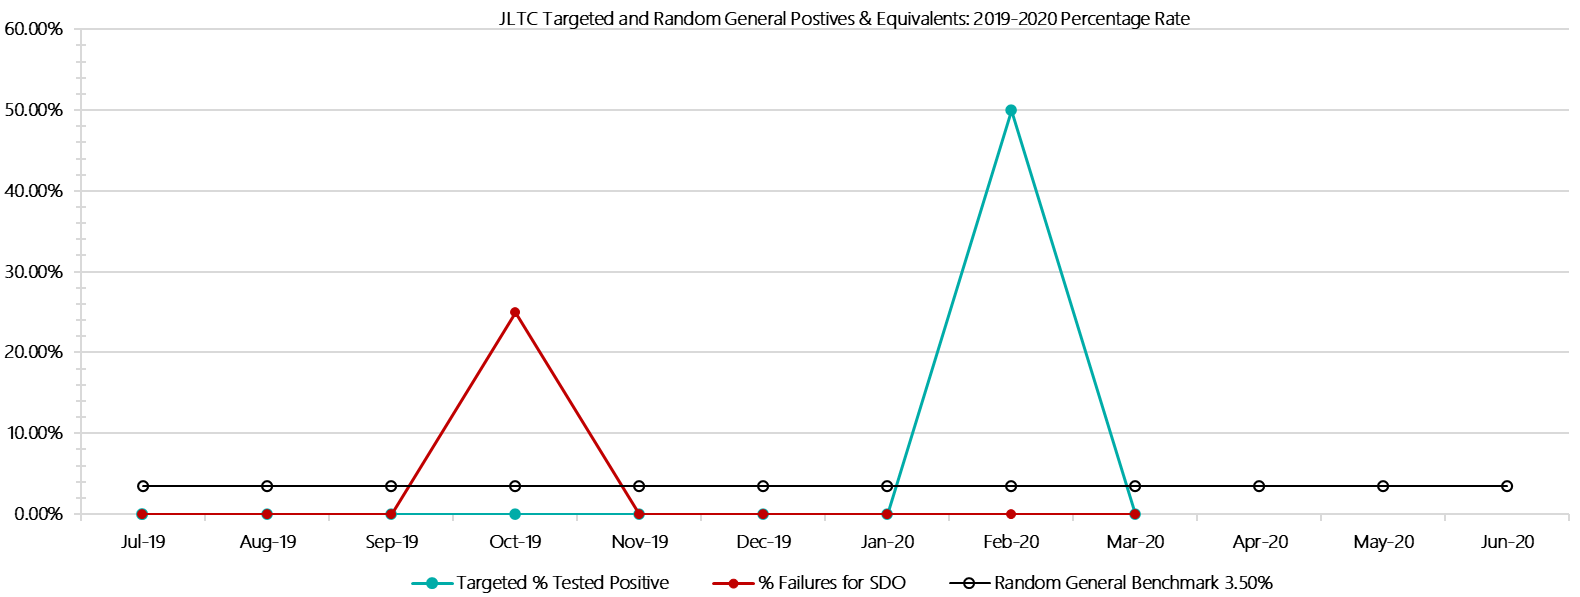 JLTC Targeted and Random General Postives & Equivalents: 2019-2020 Percentage Rate
60.00%
50.00%
40.00%
30.00%
20.00%
10.00%
0.00%
Jul-19 Aug-19 Sep-19 Oct-19 Nov-19 Dec-19 Jan-20 Feb-20 Mar-20 Apr-20 May-20 Jun-20
Targeted % Tested Positive % Failures for SDO Random General Benchmark 3.50%